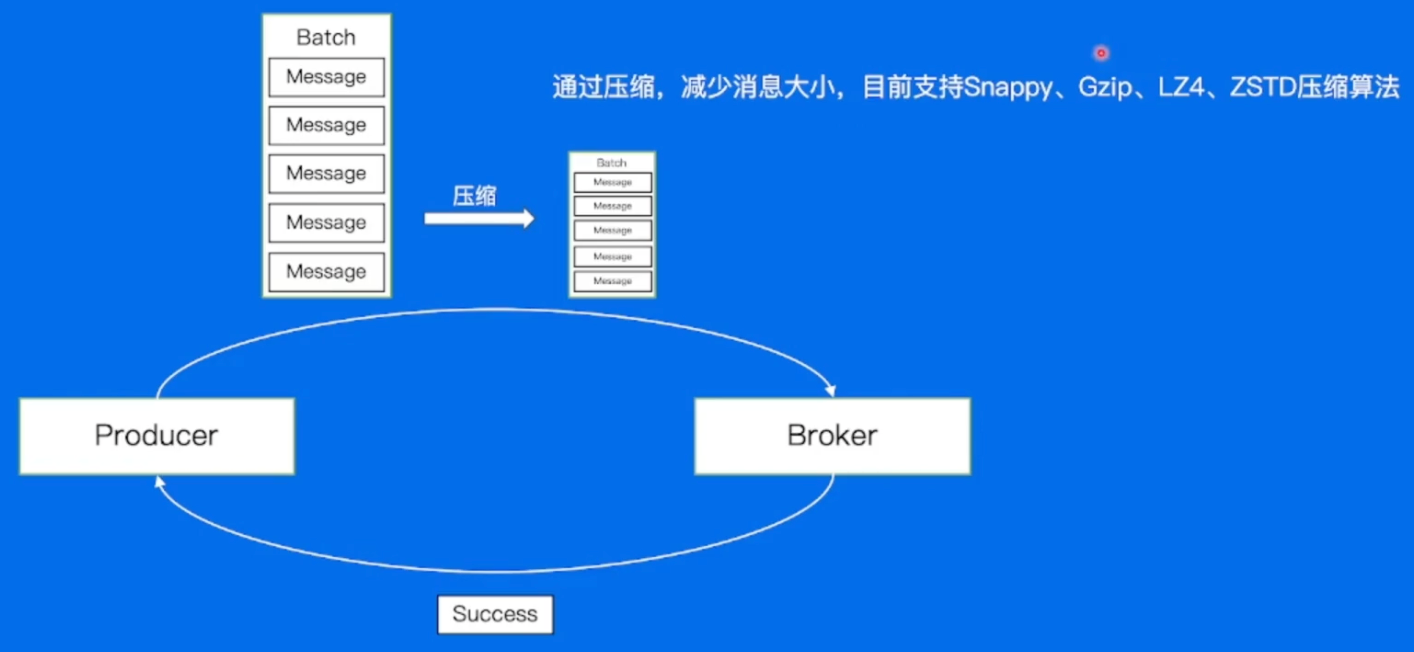 Batch
Message
Message
Message
Message
Message
通过压缩，减少消息大小，目前支持Snappy、Gzip、LZ4、ZSTD压缩算法
压缩
Batch
Message
Message
Message
Message
Message
Producer
Broker
Success